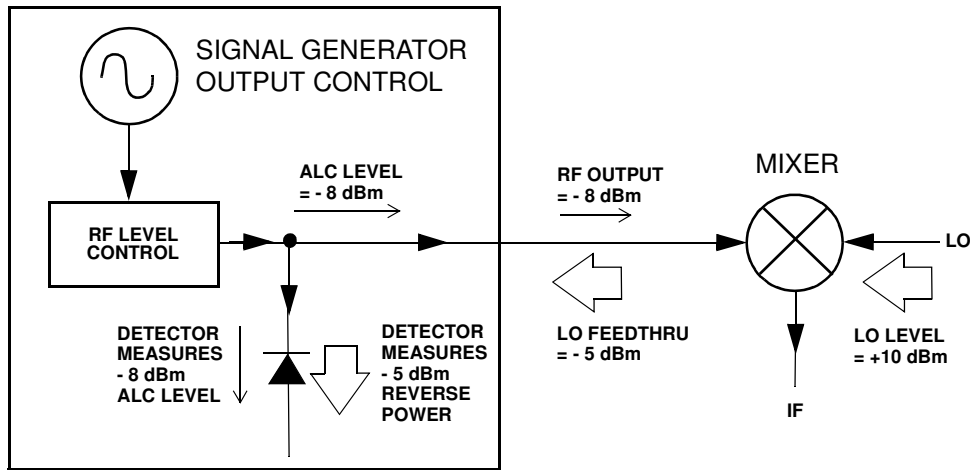 SIGNAL GENERATOR
OUTPUT CONTROL
MIXER
ALC LEVEL
= - 8 dBm
RF OUTPUT
= - 8 dBm
RF LEVEL
CONTROL
LO
DETECTOR
MEASURES
- 8 dBm
ALC LEVEL
DETECTOR
MEASURES
- 5 dBm
REVERSE
POWER
LO FEEDTHRU
= - 5 dBm
LO LEVEL
= +10 dBm
IF